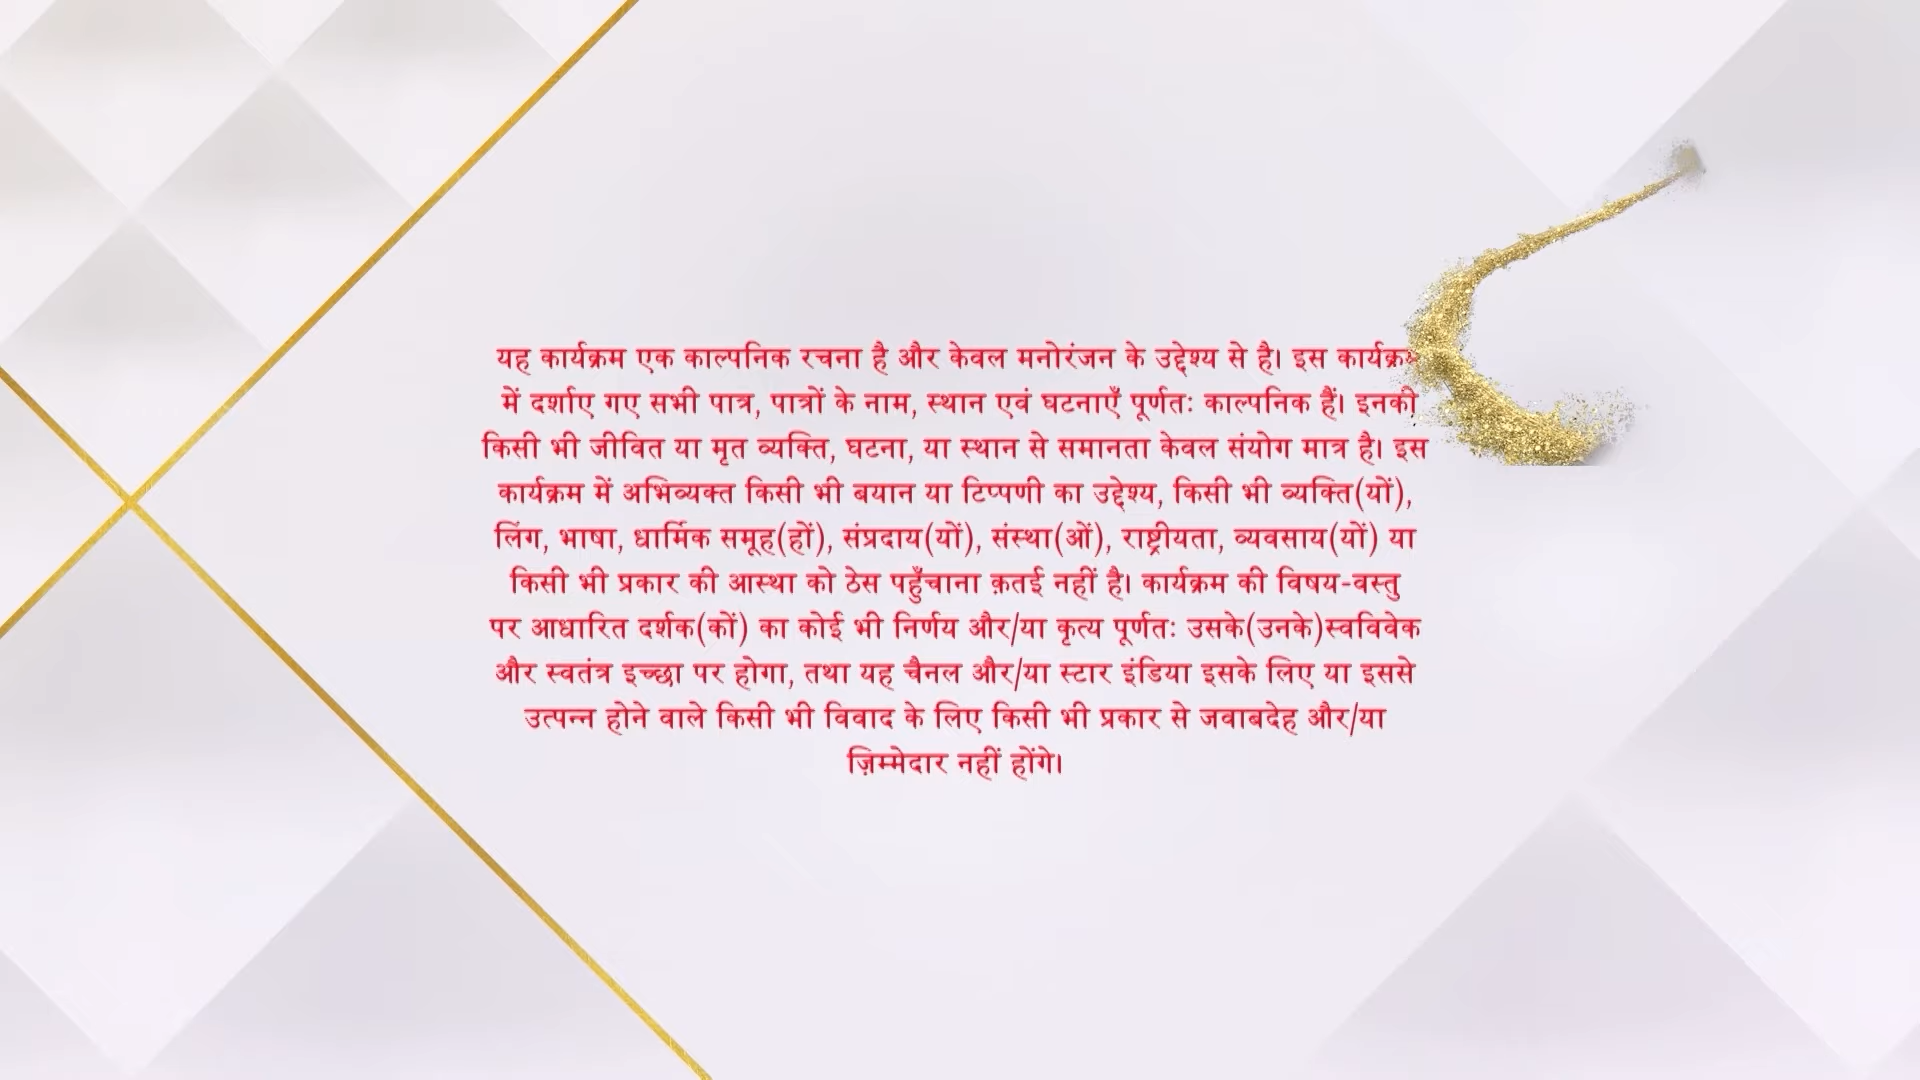 यह कार्यक्रम एक काल्पनिक रचना है और केवल मनोरंजन के उद्देश्य से है। इस कार्यक्रम
में दर्शाए गए सभी पात्र, पात्रों के नाम, स्थान एवं घटनाएँ पूर्णतः काल्पनिक हैं। इनकी
किसी भी जीवित या मृत व्यक्ति, घटना, या स्थान से समानता केवल संयोग मात्र है। इस
कार्यक्रम में अभिव्यक्त किसी भी बयान या टिप्पणी का उद्देश्य, किसी भी व्यक्ति(यों),
लिंग, भाषा, धार्मिक समूह(हों), संप्रदाय(यों), संस्था(ओं), राष्ट्रीयता, व्यवसाय(यों) या
किसी भी प्रकार की आस्था को ठेस पहुँचाना क़तई नहीं है। कार्यक्रम की विषय-वस्तु
पर आधारित दर्शक(कों) का कोई भी निर्णय और/या कृत्य पूर्णतः उसके(उनके)स्वविवेक
और स्वतंत्र इच्छा पर होगा, तथा यह चैनल और/या स्टार इंडिया इसके लिए या इससे
उत्पन्न होने वाले किसी भी विवाद के लिए किसी भी प्रकार से जवाबदेह और/या
ज़िम्मेदार नहीं होंगे।